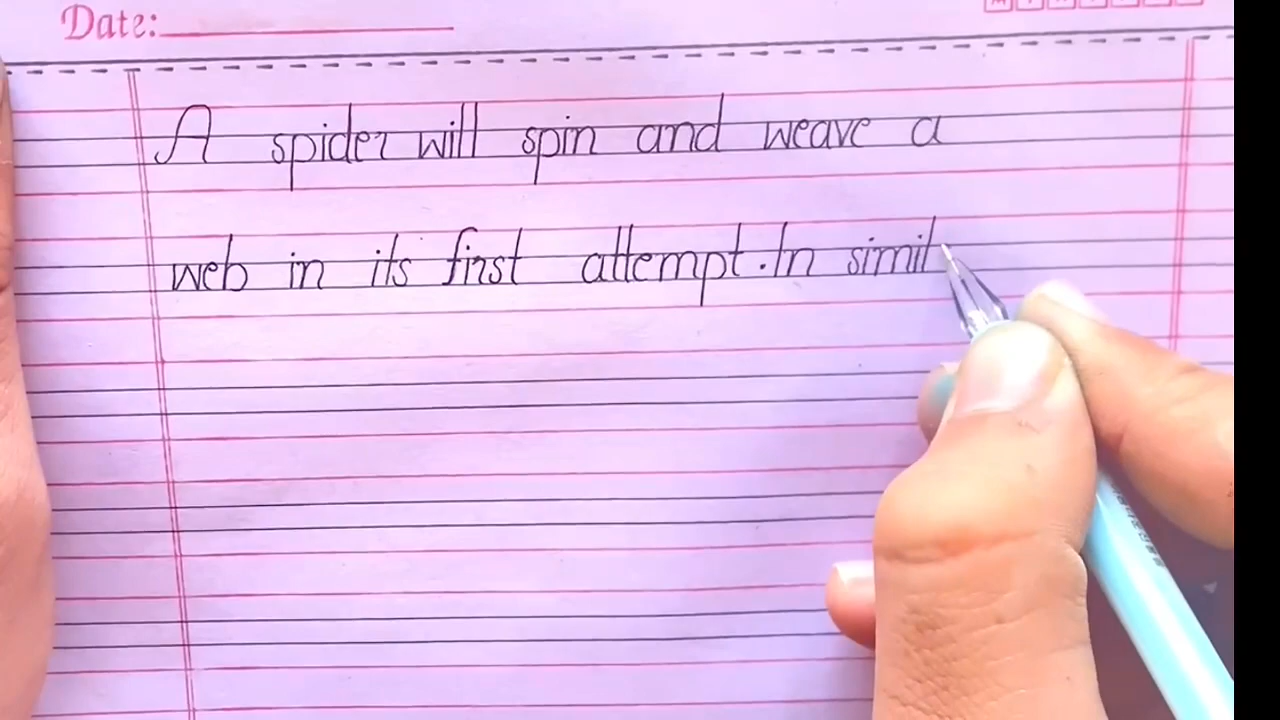 Date:
A spider will spin and weave a
web in its first attempt. In simil